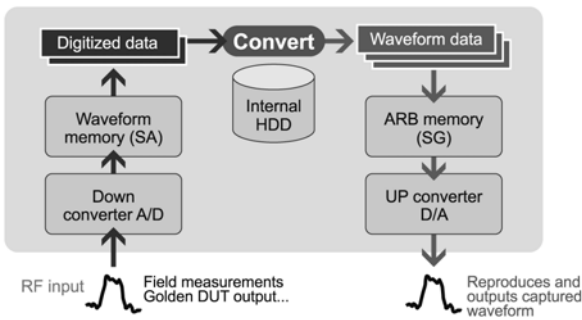 Digitized data
Convert
Waveform data
Waveform
memory (SA)
Internal
HDD
ARB memory
(SG)
Down
converter A/D
UP converter
D/A
RF input
Field measurements
Golden DUT output...
Reproduces and
outputs captured
waveform